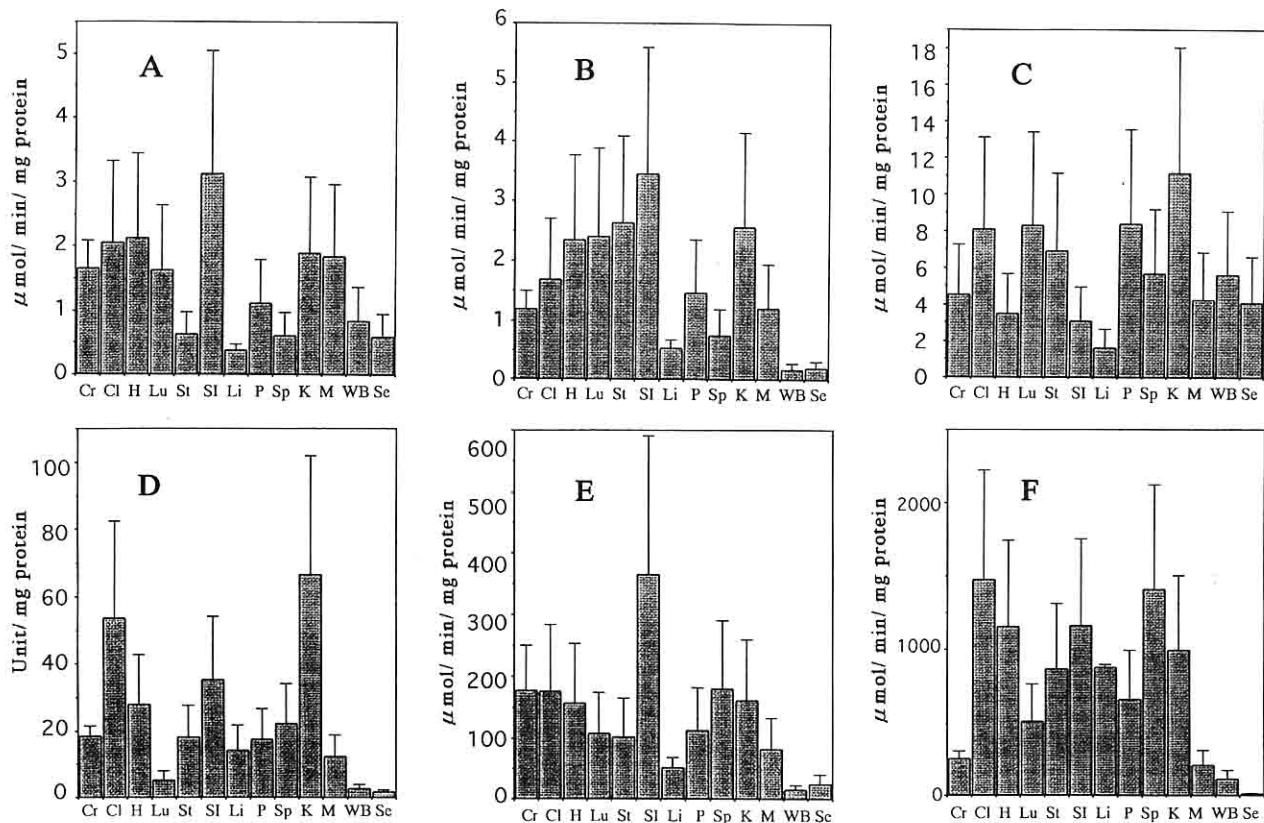 A
μmol/ min/ mg protein
5
4
3
2
1
0
Cr Cl H Lu St SI Li P Sp K M WB Se
B
μmol/ min/ mg protein
6
5
4
3
2
1
0
Cr Cl H Lu St SI Li P Sp K M WB Se
C
μmol/ min/ mg protein
18
16
14
12
10
8
6
4
2
0
Cr Cl H Lu St SI Li P Sp K M WB Se
D
Unit/ mg protein
100
80
60
40
20
0
Cr Cl H Lu St SI Li P Sp K M WB Se
E
μmol/ min/ mg protein
600
500
400
300
200
100
0
Cr Cl H Lu St SI Li P Sp K M WB Se
F
μmol/ min/ mg protein
2000
1000
0
Cr Cl H Lu St SI Li P Sp K M WB Se